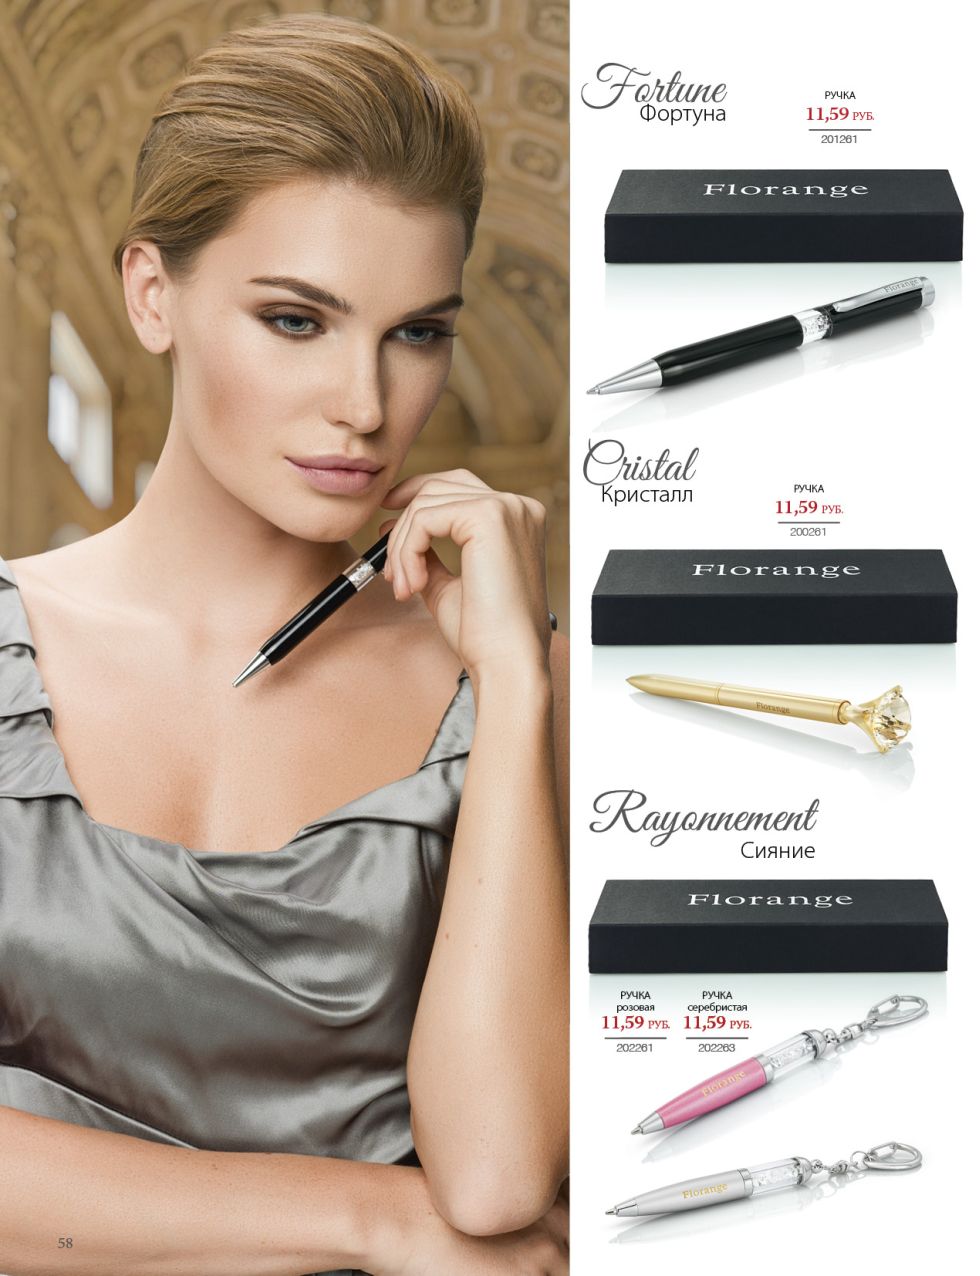 Fortune
Фортуна
РУЧКА
11,59 РУБ.
201261
Florange
Florange
Cristal
Кристалл
РУЧКА
11,59 РУБ.
200261
Florange
Florange
Rayonnement
Сияние
Florange
РУЧКА
розовая
11,59 РУБ.
202261
РУЧКА
серебристая
11,59 РУБ.
202263
Florange
Florange
58